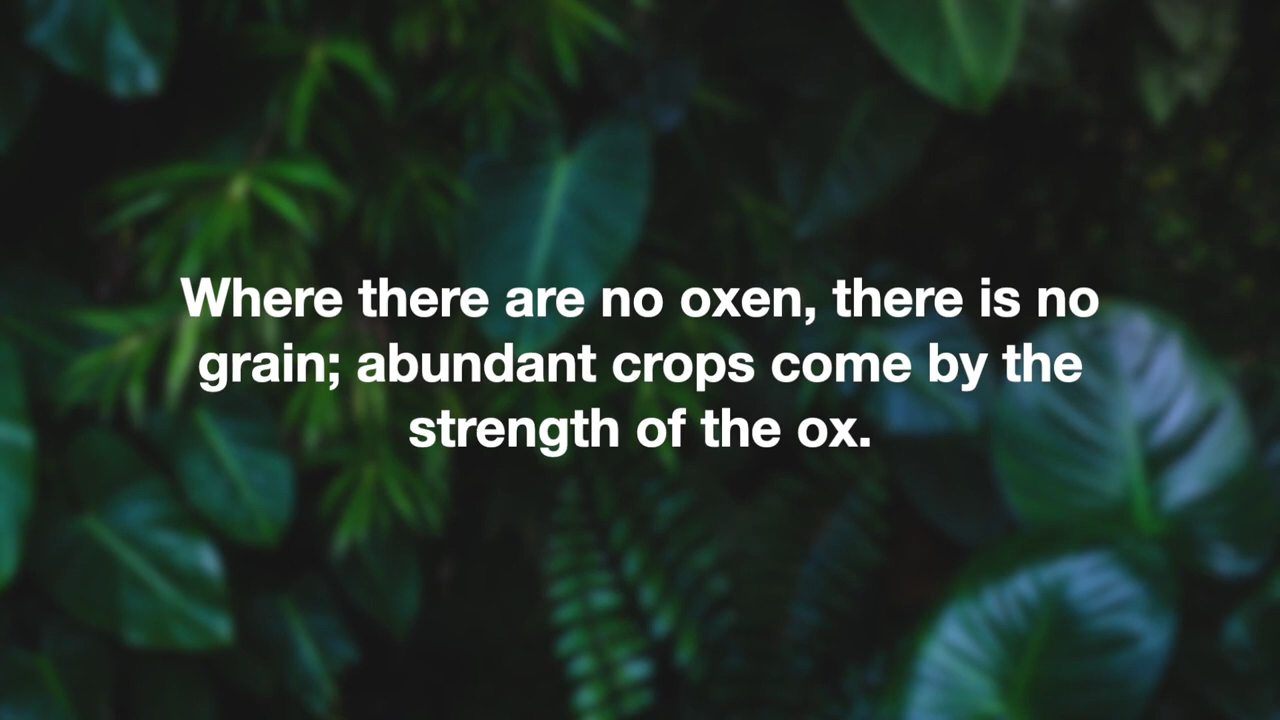 Where there are no oxen, there is no
grain; abundant crops come by the
strength of the ox.